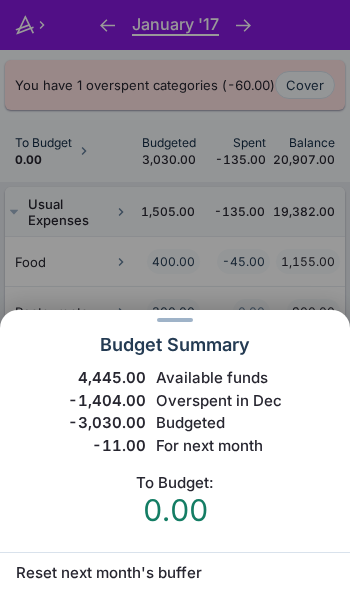 January '17
You have 1 overspent categories (-60.00) Cover
To Budget Budgeted Spent Balance
0.00 3,030.00 -135.00 20,907.00
Usual Expenses 1,505.00 -135.00 19,382.00
Food 400.00 -45.00 1,155.00
Budget Summary
4,445.00 Available funds
-1,404.00 Overspent in Dec
-3,030.00 Budgeted
-11.00 For next month
To Budget:
0.00
Reset next month's buffer